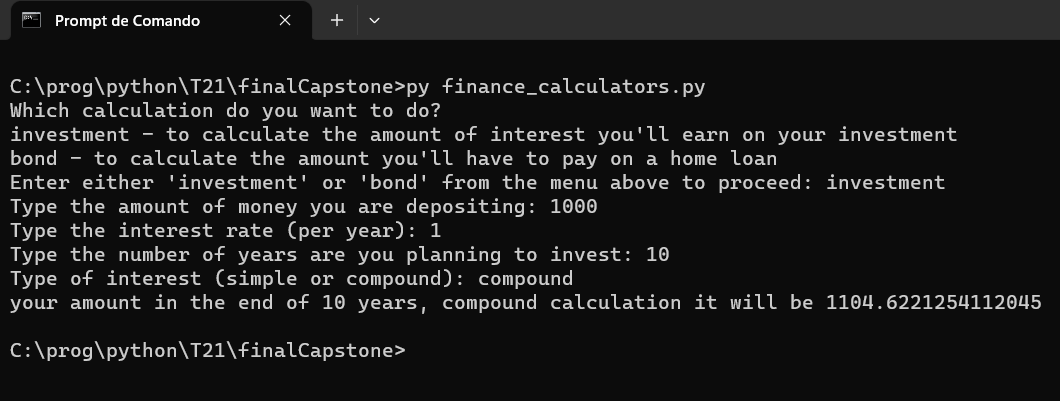 Prompt de Comando
C:\prog\python\T21\finalCapstone>py finance_calculators.py
Which calculation do you want to do?
investment - to calculate the amount of interest you'll earn on your investment
bond - to calculate the amount you'll have to pay on a home loan
Enter either 'investment' or 'bond' from the menu above to proceed: investment
Type the amount of money you are depositing: 1000
Type the interest rate (per year): 1
Type the number of years are you planning to invest: 10
Type of interest (simple or compound): compound
your amount in the end of 10 years, compound calculation it will be 1104.6221254112045
C:\prog\python\T21\finalCapstone>